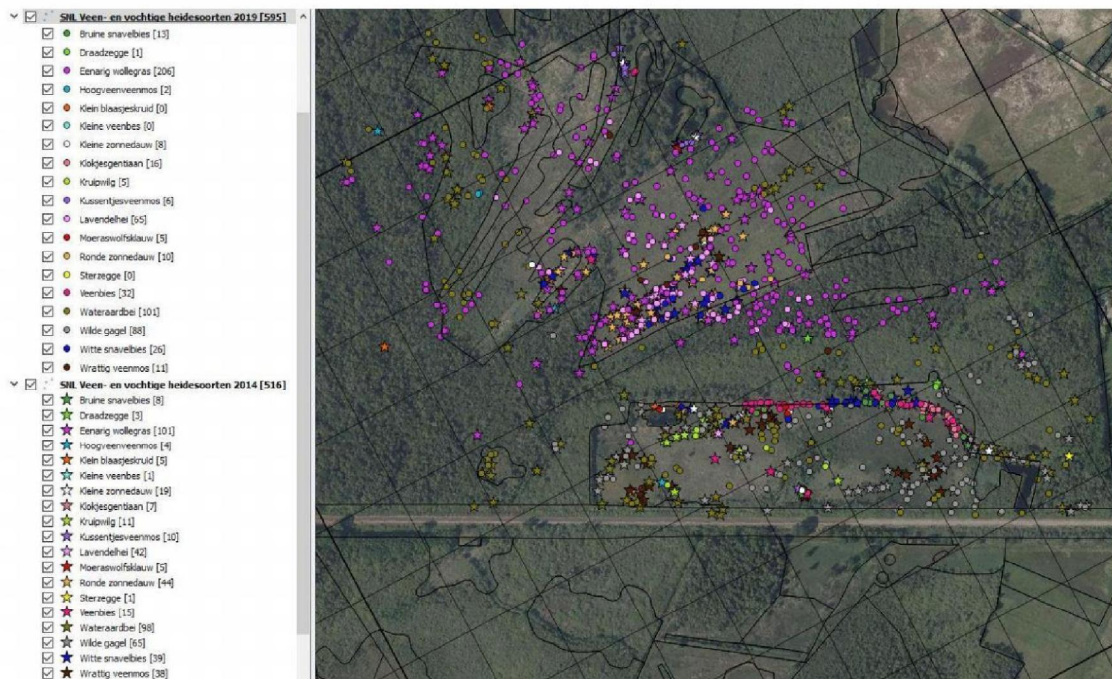 SNL Veen- en vochtige heidesoorten 2019 [595]
Bruine snavelbies [13]
Draadzegge [1]
Eenarig wollegras [206]
Hoogveenveenmos [2]
Klein blaasjeskruid [0]
Kleine veenbes [0]
Kleine zonnedauw [8]
Klokjesgentiaan [16]
Kruipwilg [5]
Kussentjesveenmos [6]
Lavendelhei [65]
Moeraswolfsklauw [5]
Ronde zonnedauw [10]
Sterzegge [0]
Veenbies [32]
Wateraardbei [101]
Wilde gagel [88]
Witte snavelbies [26]
Wrattig veenmos [11]
SNL Veen- en vochtige heidesoorten 2014 [516]
Bruine snavelbies [8]
Draadzegge [3]
Eenarig wollegras [101]
Hoogveenveenmos [4]
Klein blaasjeskruid [5]
Kleine veenbes [1]
Kleine zonnedauw [19]
Klokjesgentiaan [7]
Kruipwilg [11]
Kussentjesveenmos [10]
Lavendelhei [42]
Moeraswolfsklauw [5]
Ronde zonnedauw [44]
Sterzegge [1]
Veenbies [15]
Wateraardbei [98]
Wilde gagel [65]
Witte snavelbies [39]
Wrattig veenmos [38]